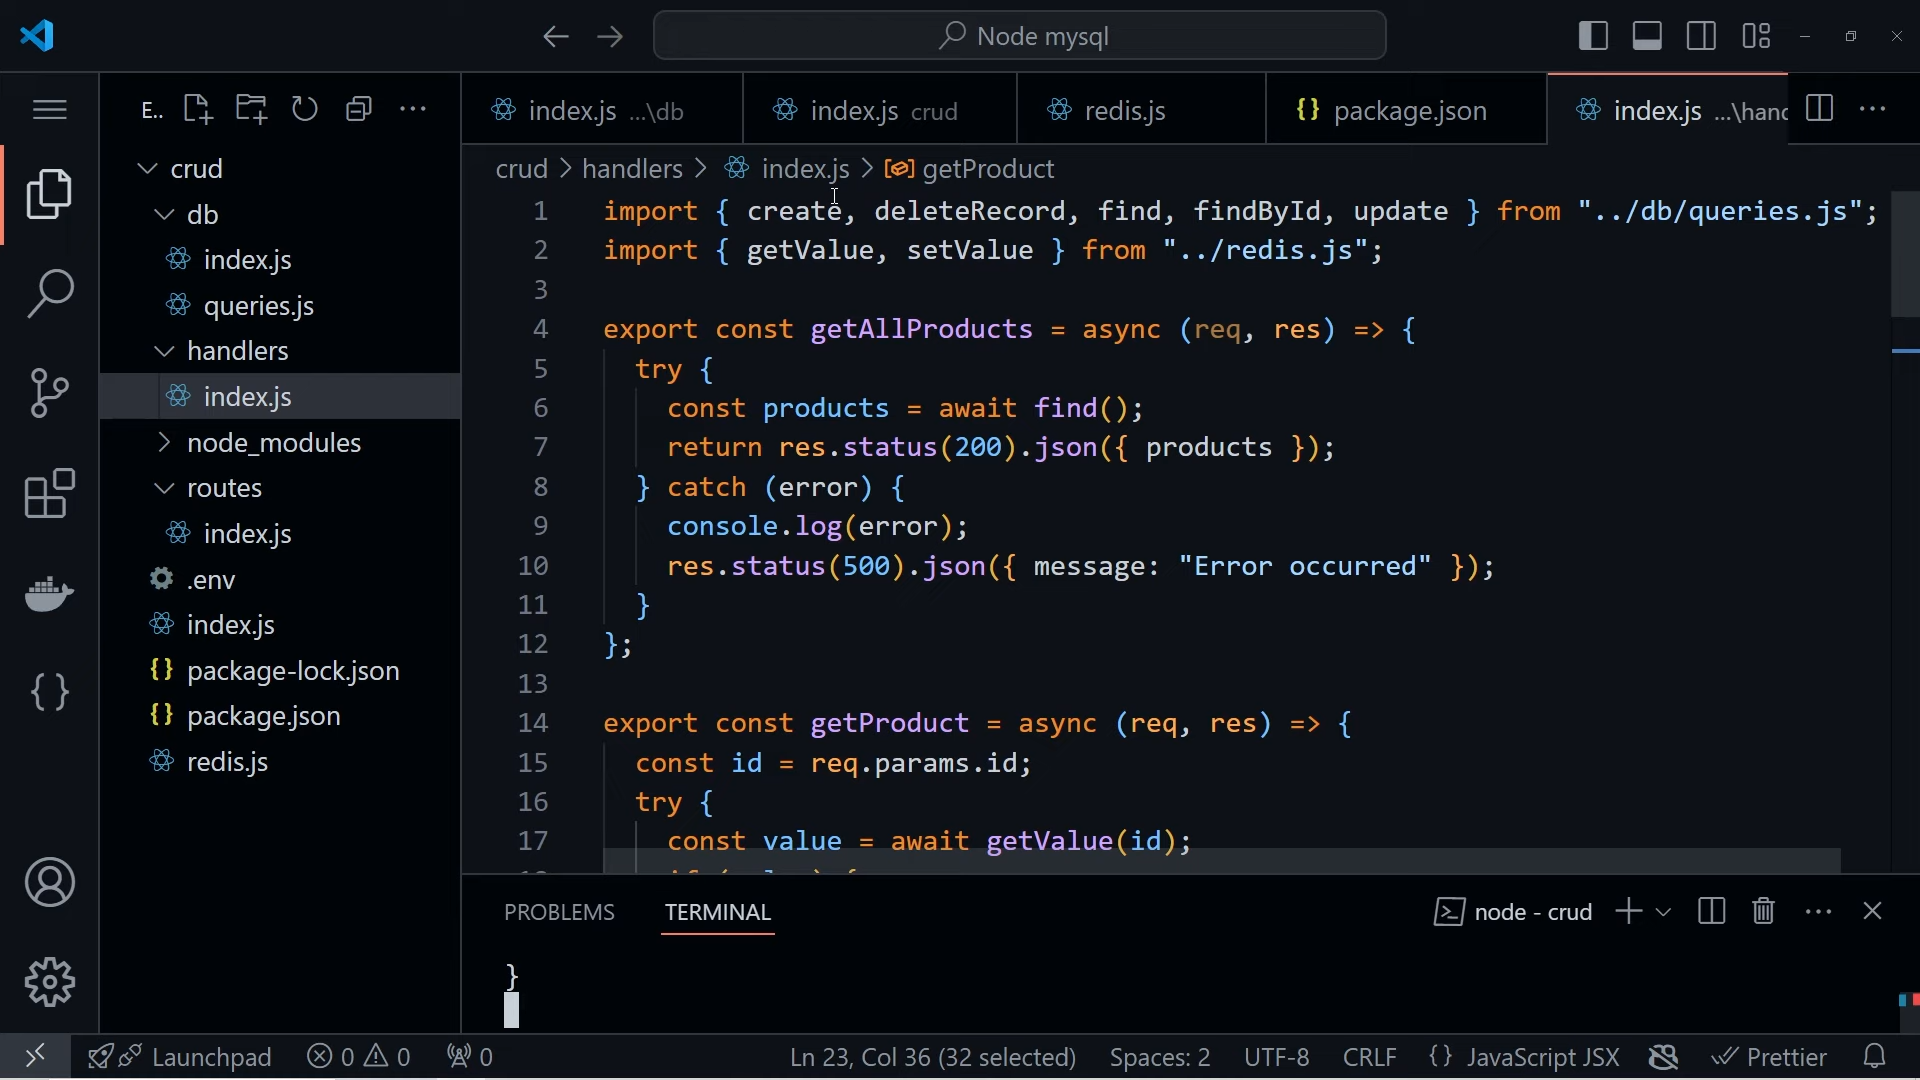 Node mysql
E..
crud
db
index.js
queries.js
handlers
index.js
node_modules
routes
index.js
.env
index.js
package-lock.json
package.json
redis.js
index.js ...\db
index.js crud
redis.js
package.json
index.js ...\hand
crud > handlers > index.js > getProduct
1 import { create, deleteRecord, find, findById, update } from "../db/queries.js";
2 import { getValue, setValue } from "../redis.js";
3
4 export const getAllProducts = async (req, res) => {
5 try {
6 const products = await find();
7 return res.status(200).json({ products });
8 } catch (error) {
9 console.log(error);
10 res.status(500).json({ message: "Error occurred" });
11 }
12 };
13
14 export const getProduct = async (req, res) => {
15 const id = req.params.id;
16 try {
17 const value = await getValue(id);
PROBLEMS TERMINAL
node - crud
}
Launchpad 0 0 0
Ln 23, Col 36 (32 selected) Spaces: 2 UTF-8 CRLF {} JavaScript JSX Prettier